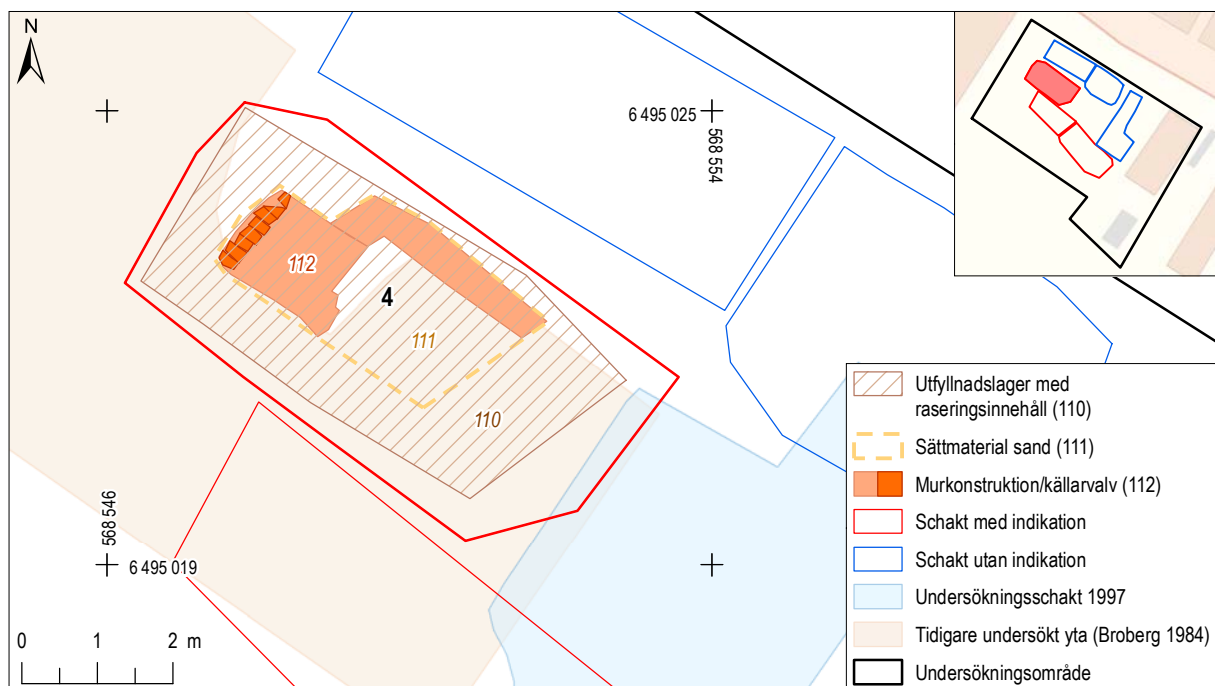 N
6 495 025
568 554
112
4
111
110
568 546
6 495 019
0 1 2 m
Utfyllnadslager med
raseringsinnehåll (110)
Sättmaterial sand (111)
Murkonstruktion/källarvalv (112)
Schakt med indikation
Schakt utan indikation
Undersökningsschakt 1997
Tidigare undersökt yta (Broberg 1984)
Undersökningsområde